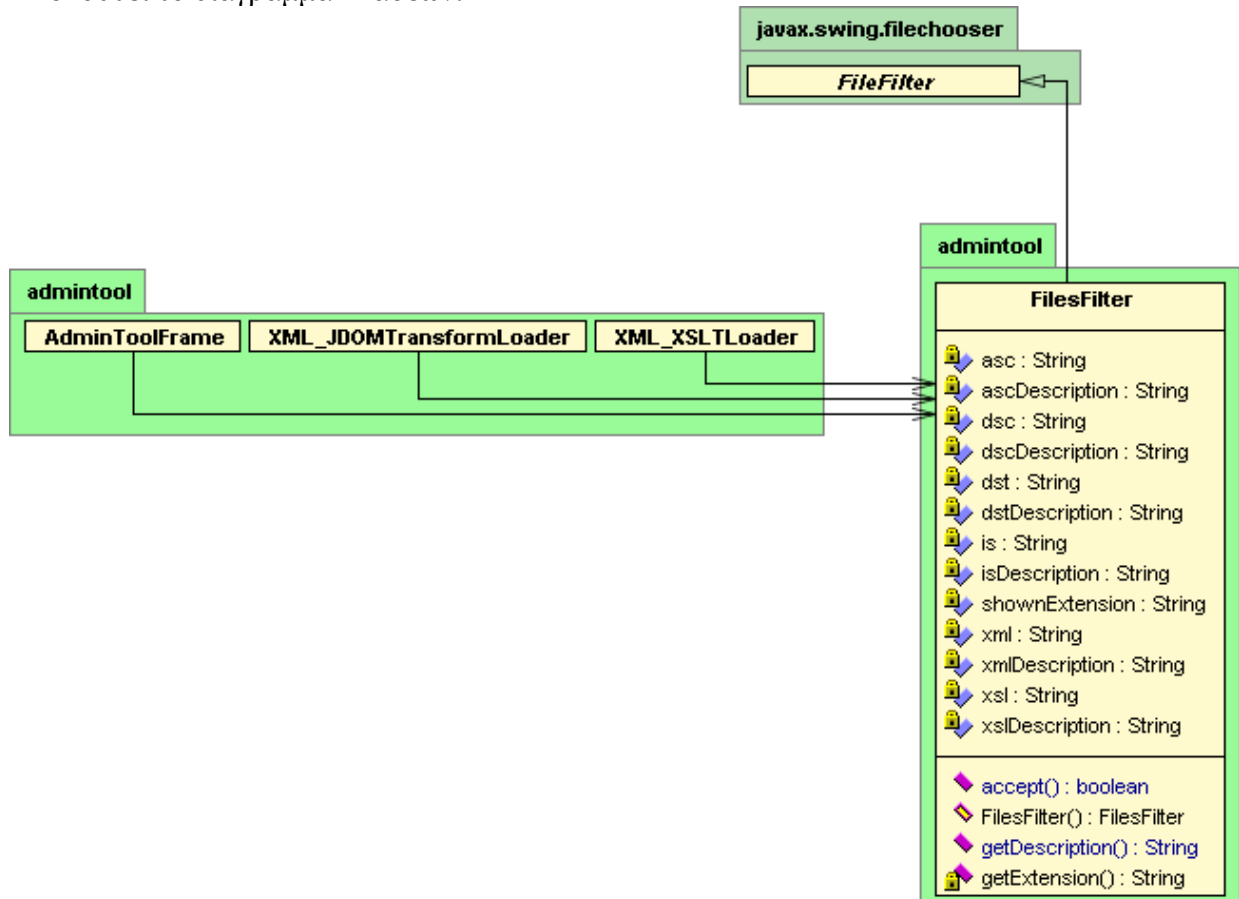 το διάγραμμα
javax.swing.filechooser
FileFilter
admintool
admintool
AdminToolFrame
XML_JDOMTransformLoader
XML_XSLTLoader
FilesFilter
asc : String
ascDescription : String
dsc : String
dscDescription : String
dst : String
dstDescription : String
is : String
isDescription : String
shownExtension : String
xml : String
xmlDescription : String
xsl : String
xslDescription : String
accept() : boolean
FilesFilter() : FilesFilter
getDescription() : String
getExtension() : String